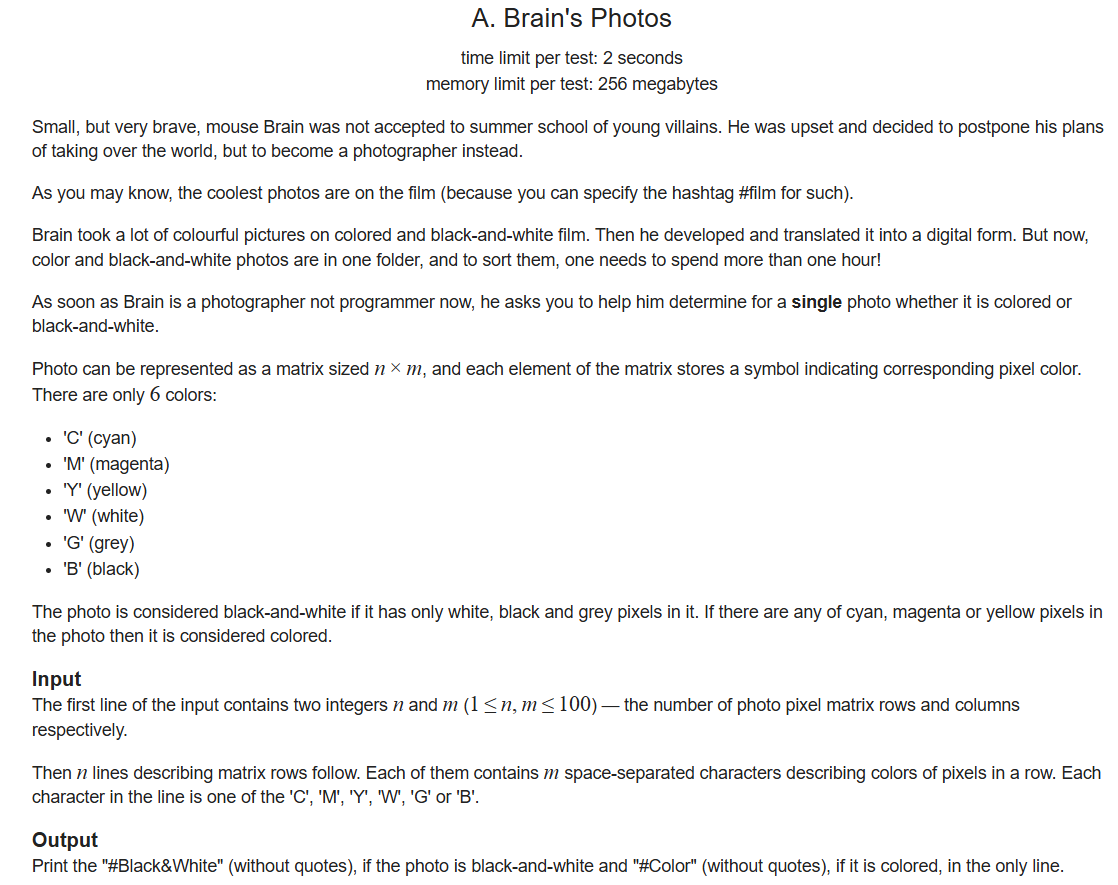 A. Brain's Photos
time limit per test: 2 seconds
memory limit per test: 256 megabytes
Small, but very brave, mouse Brain was not accepted to summer school of young villains. He was upset and decided to postpone his plans
of taking over the world, but to become a photographer instead.
As you may know, the coolest photos are on the film (because you can specify the hashtag #film for such).
Brain took a lot of colourful pictures on colored and black-and-white film. Then he developed and translated it into a digital form. But now,
color and black-and-white photos are in one folder, and to sort them, one needs to spend more than one hour!
As soon as Brain is a photographer not programmer now, he asks you to help him determine for a single photo whether it is colored or
black-and-white.
Photo can be represented as a matrix sized n × m, and each element of the matrix stores a symbol indicating corresponding pixel color.
There are only 6 colors:
• 'C' (cyan)
• 'M' (magenta)
• 'Y' (yellow)
• 'W' (white)
• 'G' (grey)
• 'B' (black)
The photo is considered black-and-white if it has only white, black and grey pixels in it. If there are any of cyan, magenta or yellow pixels in
the photo then it is considered colored.
Input
The first line of the input contains two integers n and m (1 ≤ n, m ≤ 100) — the number of photo pixel matrix rows and columns
respectively.
Then n lines describing matrix rows follow. Each of them contains m space-separated characters describing colors of pixels in a row. Each
character in the line is one of the 'C', 'M', 'Y', 'W', 'G' or 'B'.
Output
Print the "#Black&White" (without quotes), if the photo is black-and-white and "#Color" (without quotes), if it is colored, in the only line.